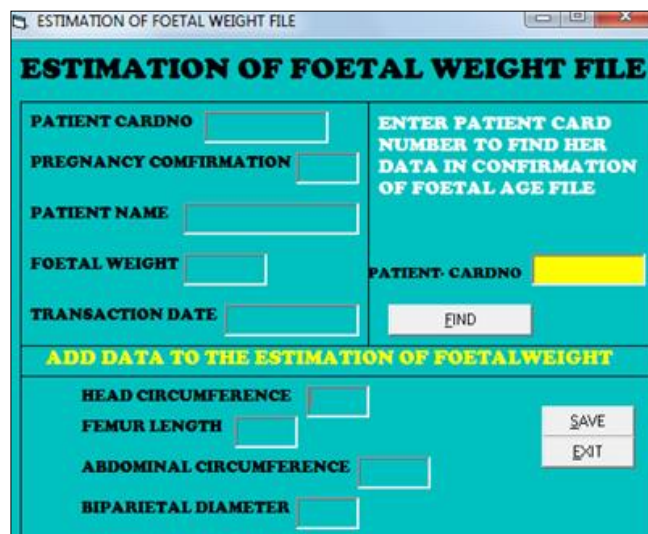 ESTIMATION OF FOETAL WEIGHT FILE
ESTIMATION OF FOETAL WEIGHT FILE
PATIENT CARDNO
PREGNANCY COMFIRMATION
PATIENT NAME
FOETAL WEIGHT
TRANSACTION DATE
ENTER PATIENT CARD
NUMBER TO FIND HER
DATA IN CONFIRMATION
OF FOETAL AGE FILE
PATIENT- CARDNO
FIND
ADD DATA TO THE ESTIMATION OF FOETALWEIGHT
HEAD CIRCUMFERENCE
FEMUR LENGTH
ABDOMINAL CIRCUMFERENCE
BIPARIETAL DIAMETER
SAVE
EXIT